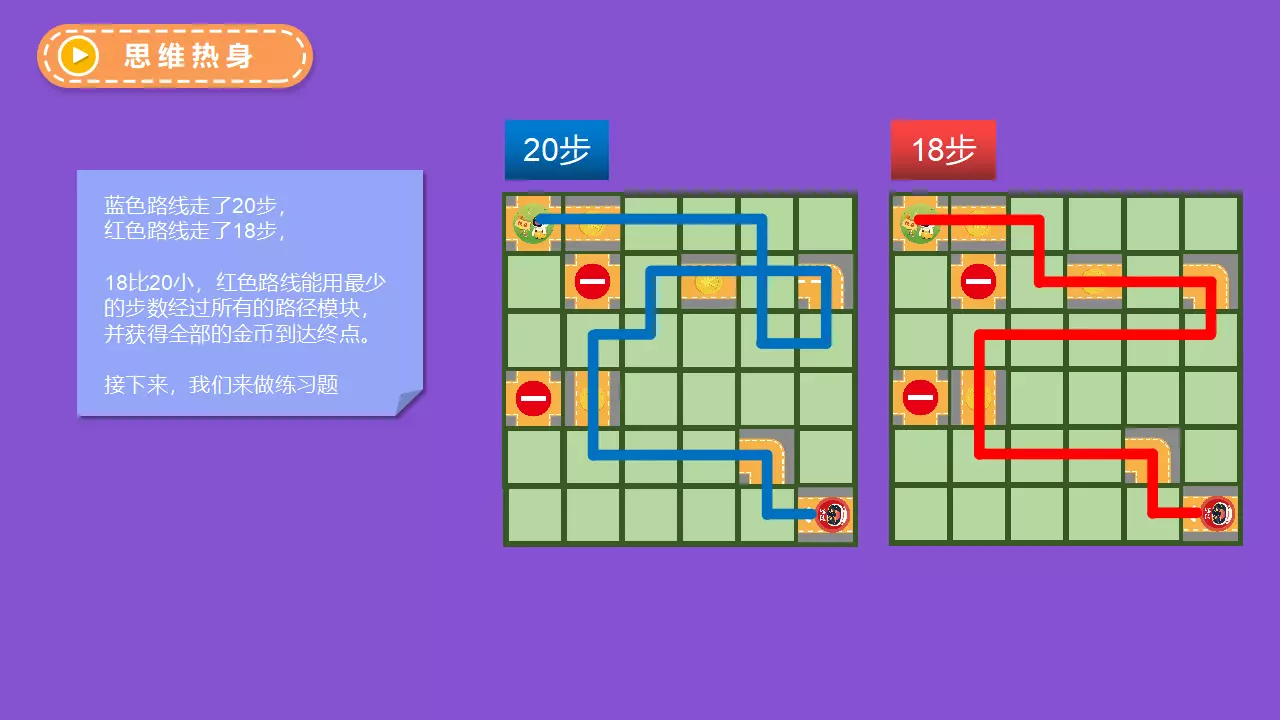 思维热身
20步
18步
蓝色路线走了20步，
红色路线走了18步，
18比20小，红色路线能用最少
的步数经过所有的路径模块，
并获得全部的金币到达终点。
接下来，我们来做练习题